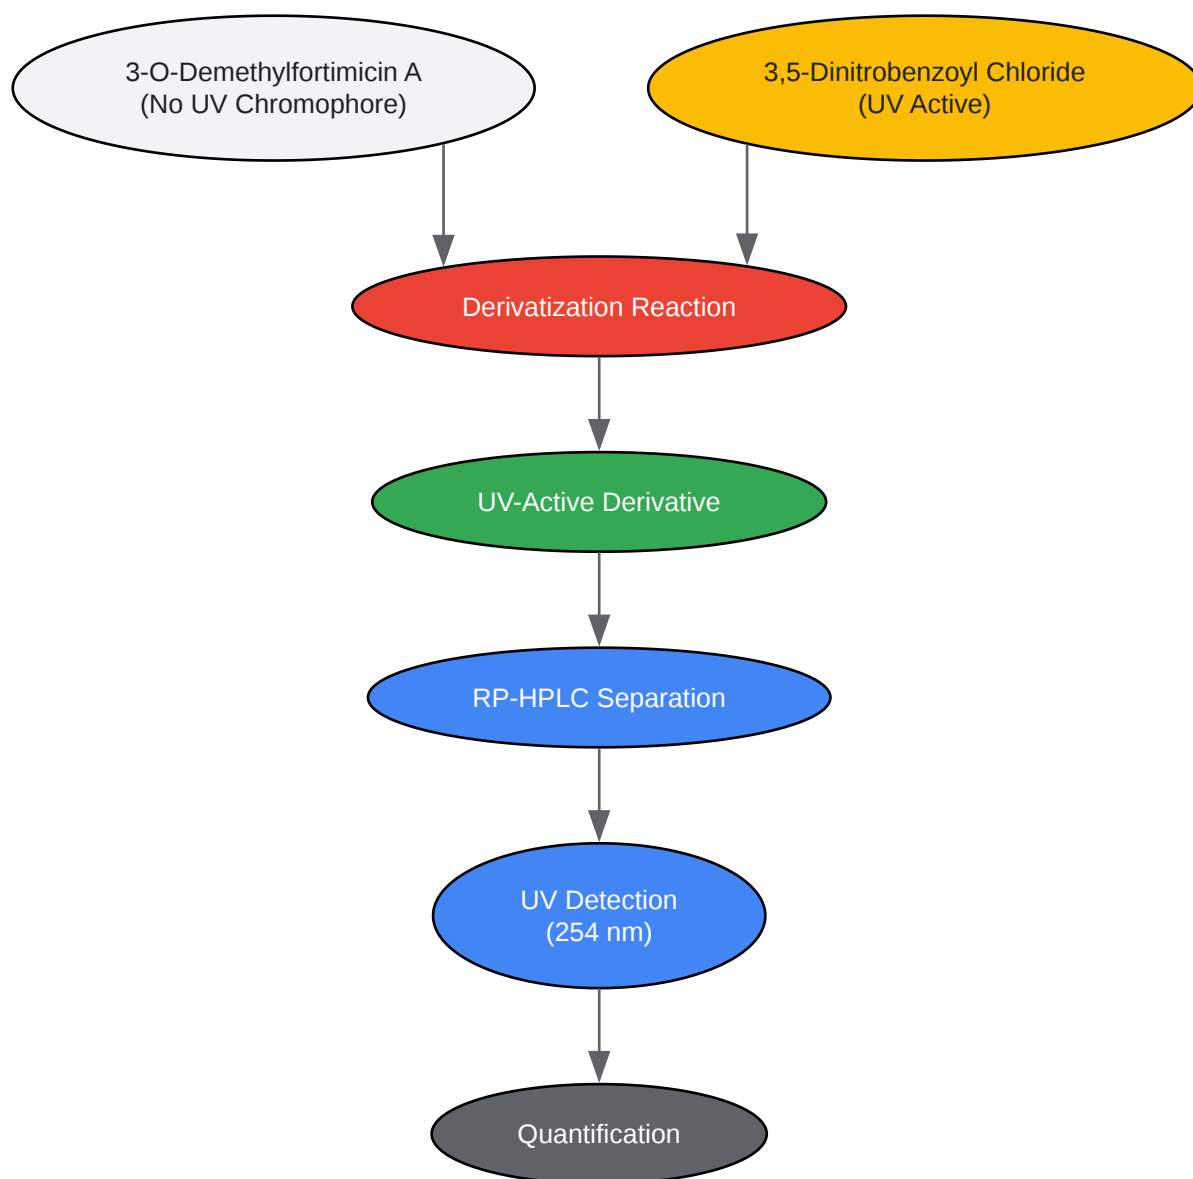 3-O-Demethylfortimicin A
(No UV Chromophore)
3,5-Dinitrobenzoyl Chloride
(UV Active)
Derivatization Reaction
UV-Active Derivative
RP-HPLC Separation
UV Detection
(254 nm)
Quantification